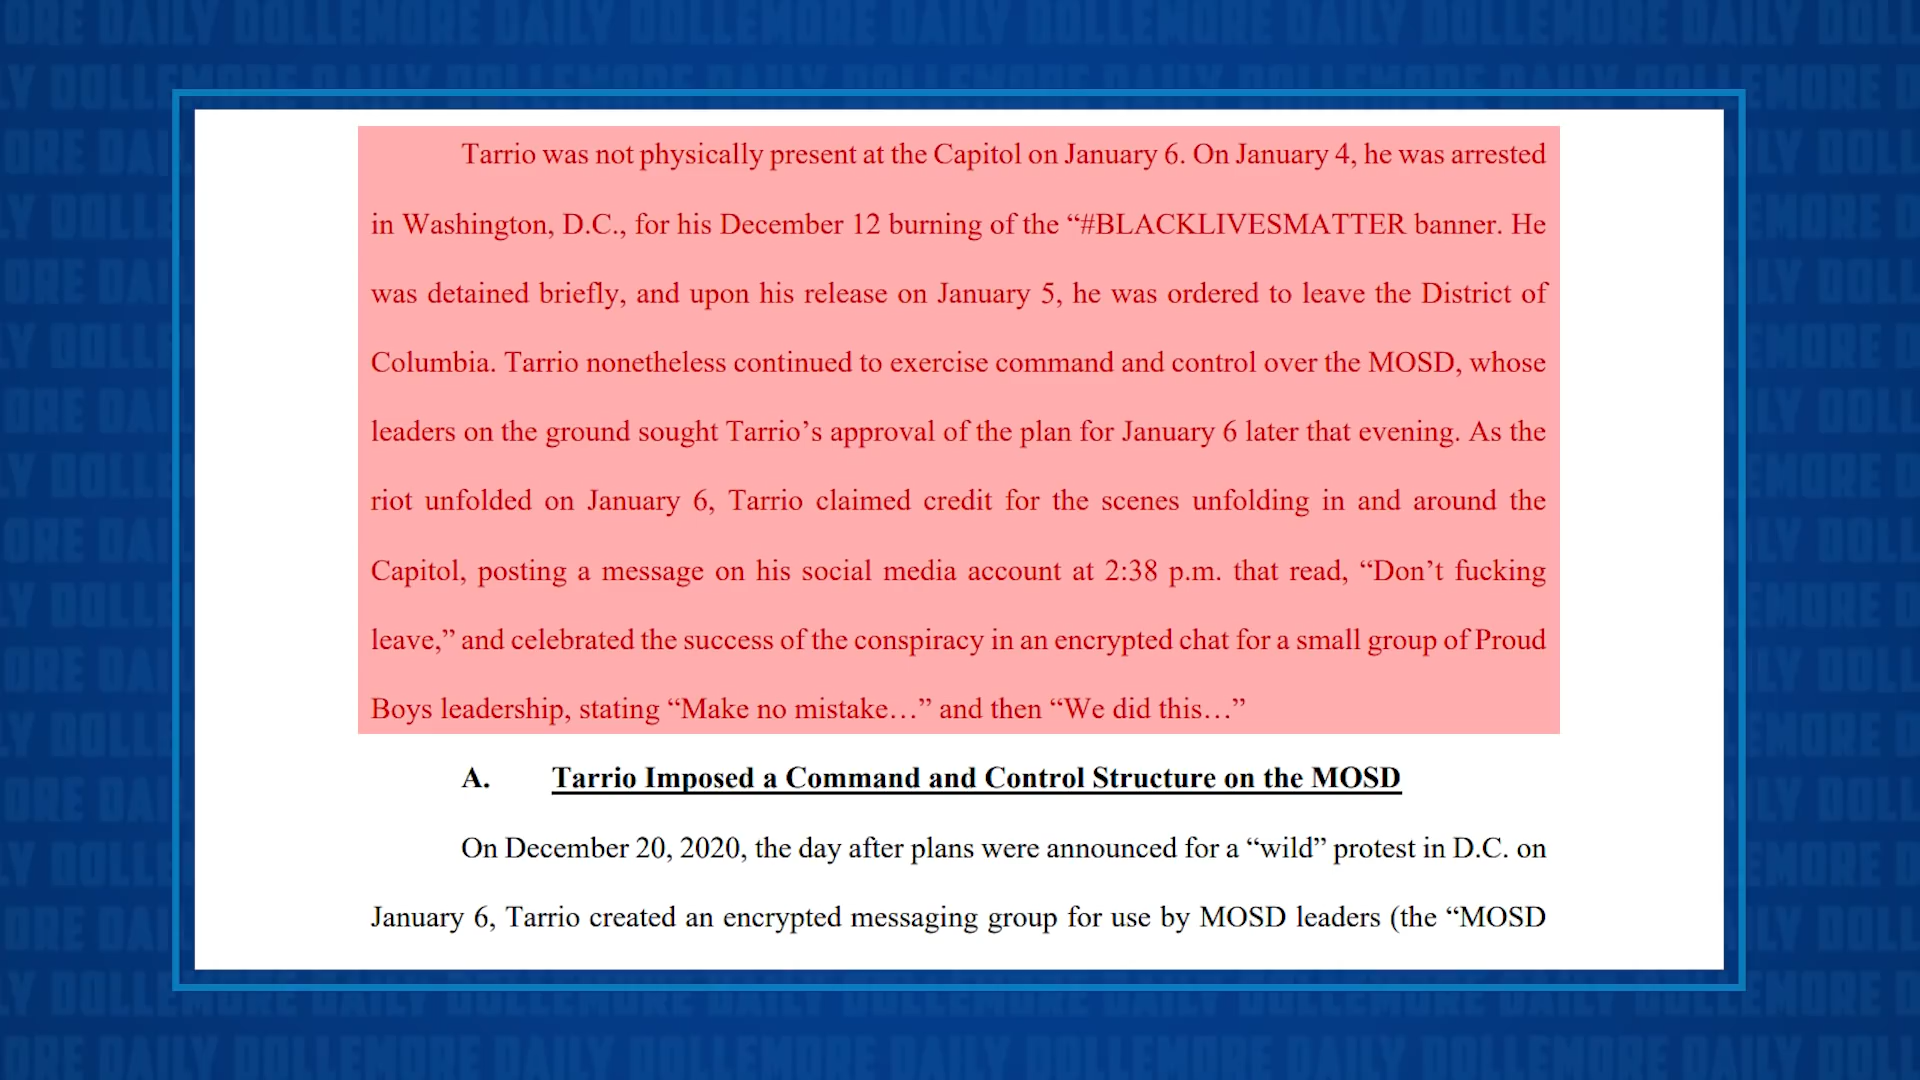 Tarrio was not physically present at the Capitol on January 6. On January 4, he was arrested
in Washington, D.C., for his December 12 burning of the “#BLACKLIVESMATTER banner. He
was detained briefly, and upon his release on January 5, he was ordered to leave the District of
Columbia. Tarrio nonetheless continued to exercise command and control over the MOSD, whose
leaders on the ground sought Tarrio’s approval of the plan for January 6 later that evening. As the
riot unfolded on January 6, Tarrio claimed credit for the scenes unfolding in and around the
Capitol, posting a message on his social media account at 2:38 p.m. that read, “Don’t fucking
leave,” and celebrated the success of the conspiracy in an encrypted chat for a small group of Proud
Boys leadership, stating “Make no mistake…” and then “We did this…”
A. Tarrio Imposed a Command and Control Structure on the MOSD
On December 20, 2020, the day after plans were announced for a “wild” protest in D.C. on
January 6, Tarrio created an encrypted messaging group for use by MOSD leaders (the “MOSD